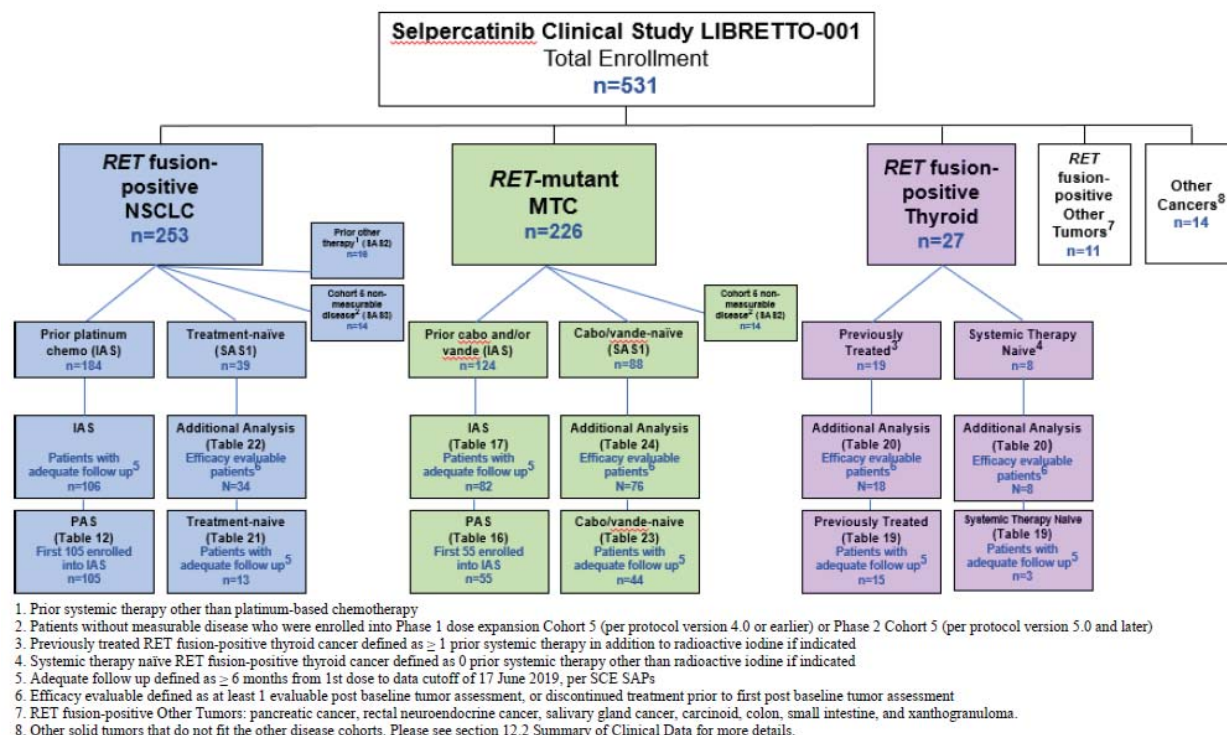 Selpercatinib Clinical Study LIBRETTO-001
Total Enrollment
n=531
RET fusion-
positive
NSCLC
n=253
Prior other
therapy1 (SAS2)
n=16
Cohort 5 non-
measurable
disease2 (SAS3)
n=14
Prior platinum
chemo (IAS)
n=184
Treatment-naïve
(SAS1)
n=39
IAS
Patients with
adequate follow up5
n=106
Additional Analysis
(Table 22)
Efficacy evaluable
patients6
N=34
PAS
(Table 12)
First 105 enrolled
into IAS
n=105
Treatment-naive
(Table 21)
Patients with
adequate follow up5
n=13
RET-mutant
MTC
n=226
Cohort 5 non-
measurable
disease2 (SAS2)
n=14
Prior cabo and/or
vande (IAS)
n=124
Cabo/vande-naïve
(SAS1)
n=88
IAS
(Table 17)
Patients with
adequate follow up5
n=82
Additional Analysis
(Table 24)
Efficacy evaluable
patients6
N=76
PAS
(Table 16)
First 55 enrolled
into IAS
n=55
Cabo/vande-naive
(Table 23)
Patients with
adequate follow up5
n=44
RET fusion-
positive
Thyroid
n=27
Previously
Treated3
n=19
Systemic Therapy
Naive4
n=8
Additional Analysis
(Table 20)
Efficacy evaluable
patients6
N=18
Additional Analysis
(Table 20)
Efficacy evaluable
patients6
N=8
Previously Treated
(Table 19)
Patients with
adequate follow up5
n=15
Systemic Therapy Naive
(Table 19)
Patients with
adequate follow up5
n=3
RET
fusion-
positive
Other
Tumors7
n=11
Other
Cancers8
n=14
1. Prior systemic therapy other than platinum-based chemotherapy
2. Patients without measurable disease who were enrolled into Phase 1 dose expansion Cohort 5 (per protocol version 4.0 or earlier) or Phase 2 Cohort 5 (per protocol version 5.0 and later)
3. Previously treated RET fusion-positive thyroid cancer defined as ≥ 1 prior systemic therapy in addition to radioactive iodine if indicated
4. Systemic therapy naïve RET fusion-positive thyroid cancer defined as 0 prior systemic therapy other than radioactive iodine if indicated
5. Adequate follow up defined as ≥ 6 months from 1st dose to data cutoff of 17 June 2019, per SCE SAPs
6. Efficacy evaluable defined as at least 1 evaluable post baseline tumor assessment, or discontinued treatment prior to first post baseline tumor assessment
7. RET fusion-positive Other Tumors: pancreatic cancer, rectal neuroendocrine cancer, salivary gland cancer, carcinoid, colon, small intestine, and xanthogranuloma.
8. Other solid tumors that do not fit the other disease cohorts. Please see section 12.2 Summary of Clinical Data for more details.